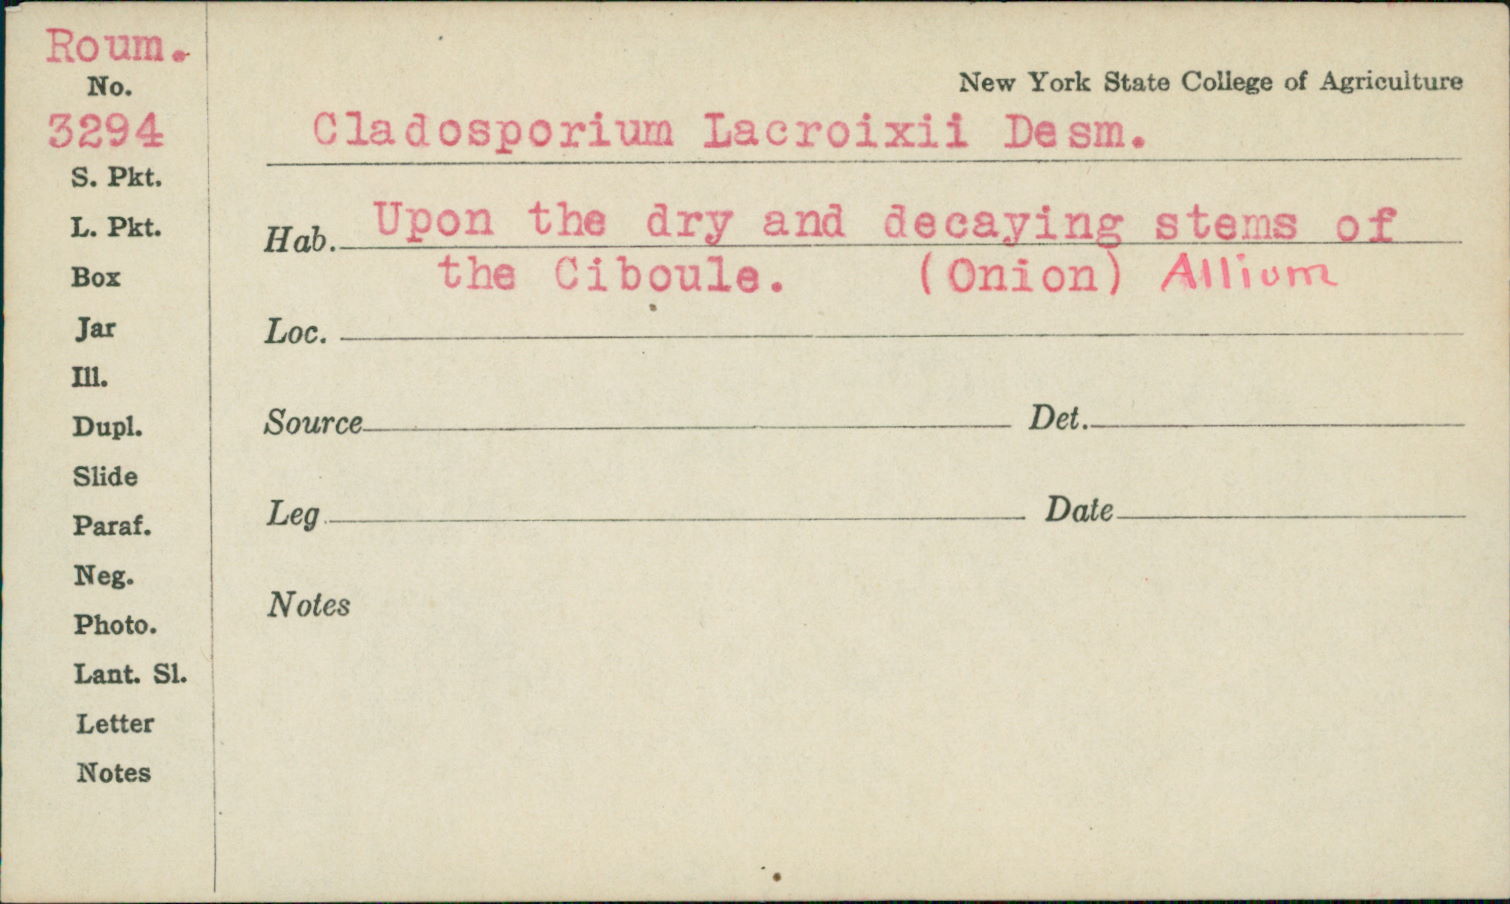 Roum.
No.
3294
S. Pkt.
L. Pkt.
Box
Jar
Ill.
Dupl.
Slide
Paraf.
Neg.
Photo.
Lant. Sl.
Letter
Notes
New York State College of Agriculture
Cladosporium Lacroixii Desm.
Hab. Upon the dry and decaying stems of
the Ciboule. (Onion) Allium
Loc.
Source Det.
Leg Date
Notes